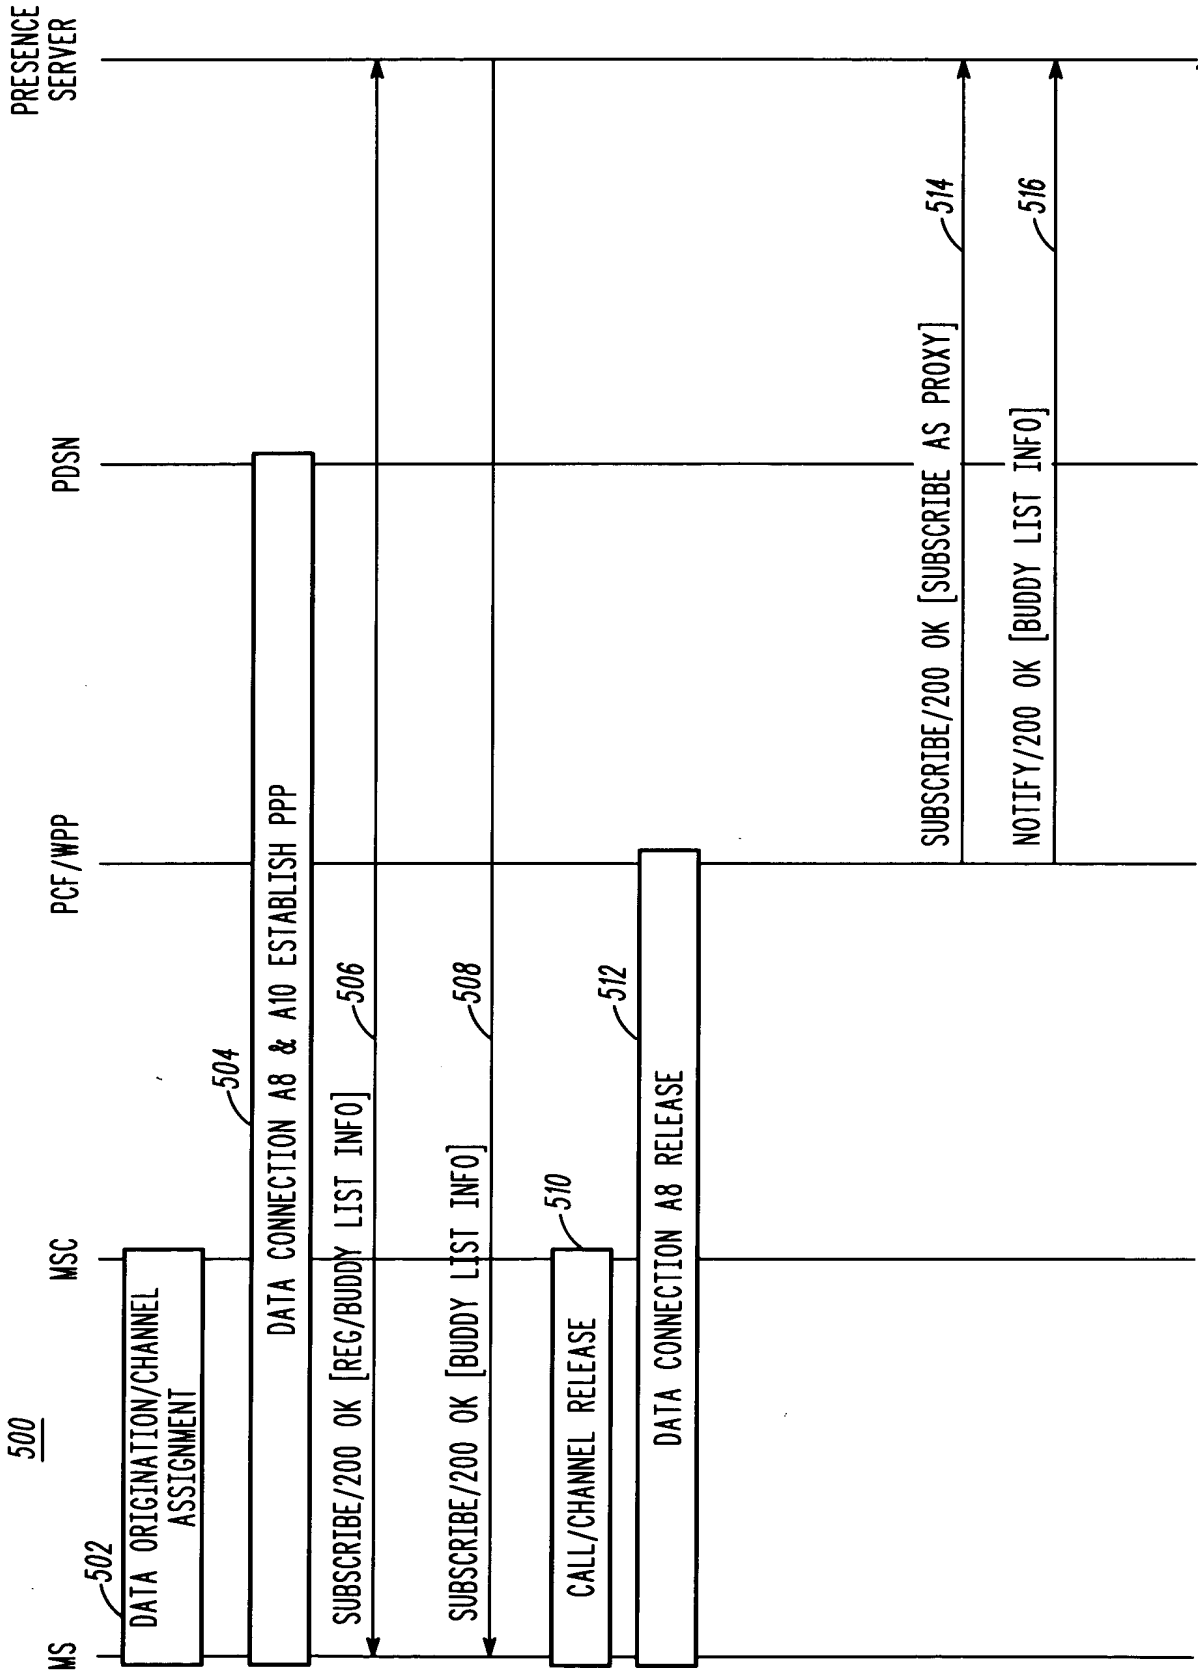 500
MS
MSC
PCF/WPP
PDSN
PRESENCE
SERVER
502
DATA ORIGINATION/CHANNEL
ASSIGNMENT
504
DATA CONNECTION A8 & A10 ESTABLISH PPP
SUBSCRIBE/200 OK [REG/BUDDY LIST INFO]
506
SUBSCRIBE/200 OK [BUDDY LIST INFO]
508
CALL/CHANNEL RELEASE
510
DATA CONNECTION A8 RELEASE
512
SUBSCRIBE/200 OK [SUBSCRIBE AS PROXY]
514
NOTIFY/200 OK [BUDDY LIST INFO]
516